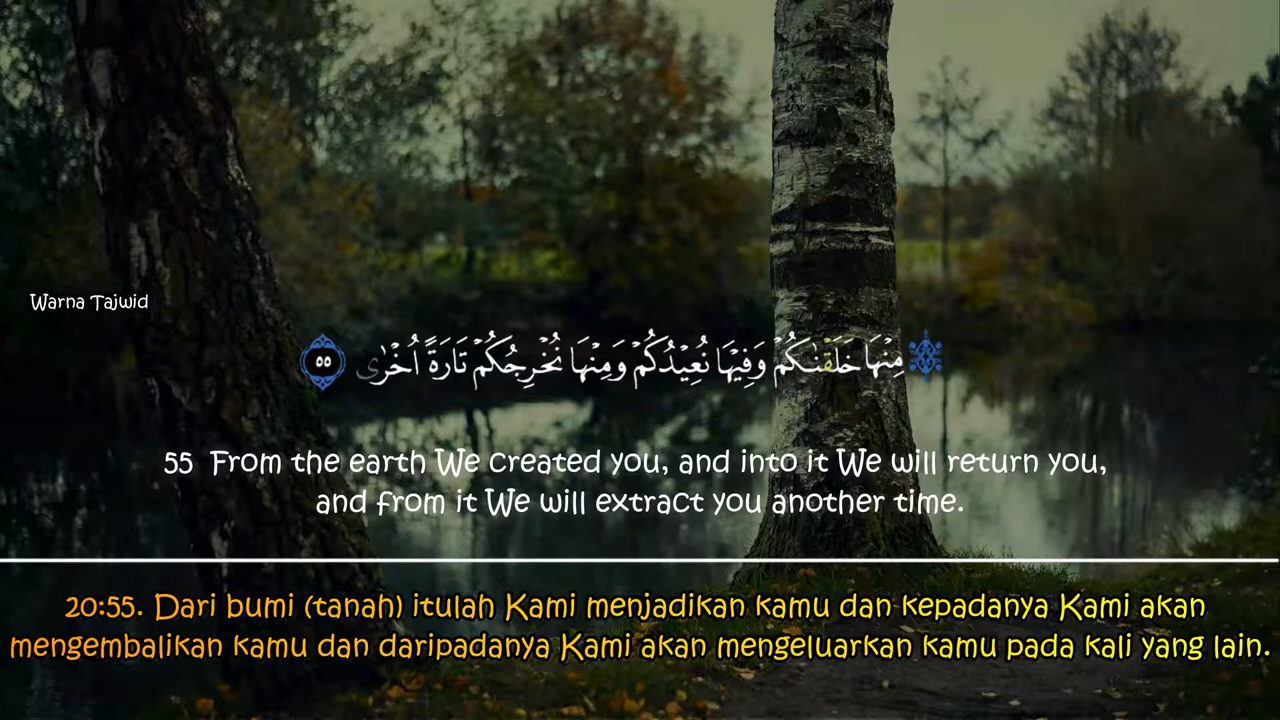 Warna Tajwid
۞ مِنْهَا خَلَقْنٰكُمْ وَفِيْهَا نُعِيْدُكُمْ وَمِنْهَا نُخْرِجُكُمْ تَارَةً اُخْرٰى ٥٥
55 From the earth We created you, and into it We will return you,
and from it We will extract you another time.
20:55. Dari bumi (tanah) itulah Kami menjadikan kamu dan kepadanya Kami akan
mengembalikan kamu dan daripadanya Kami akan mengeluarkan kamu pada kali yang lain.